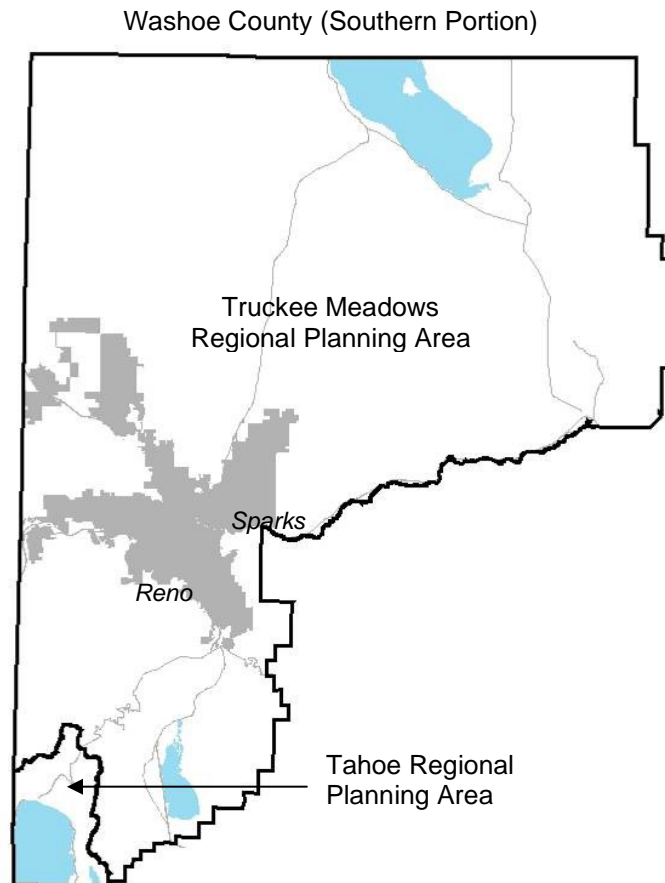 Washoe County (Southern Portion)
Truckee Meadows
Regional Planning Area
Sparks
Reno
Tahoe Regional
Planning Area